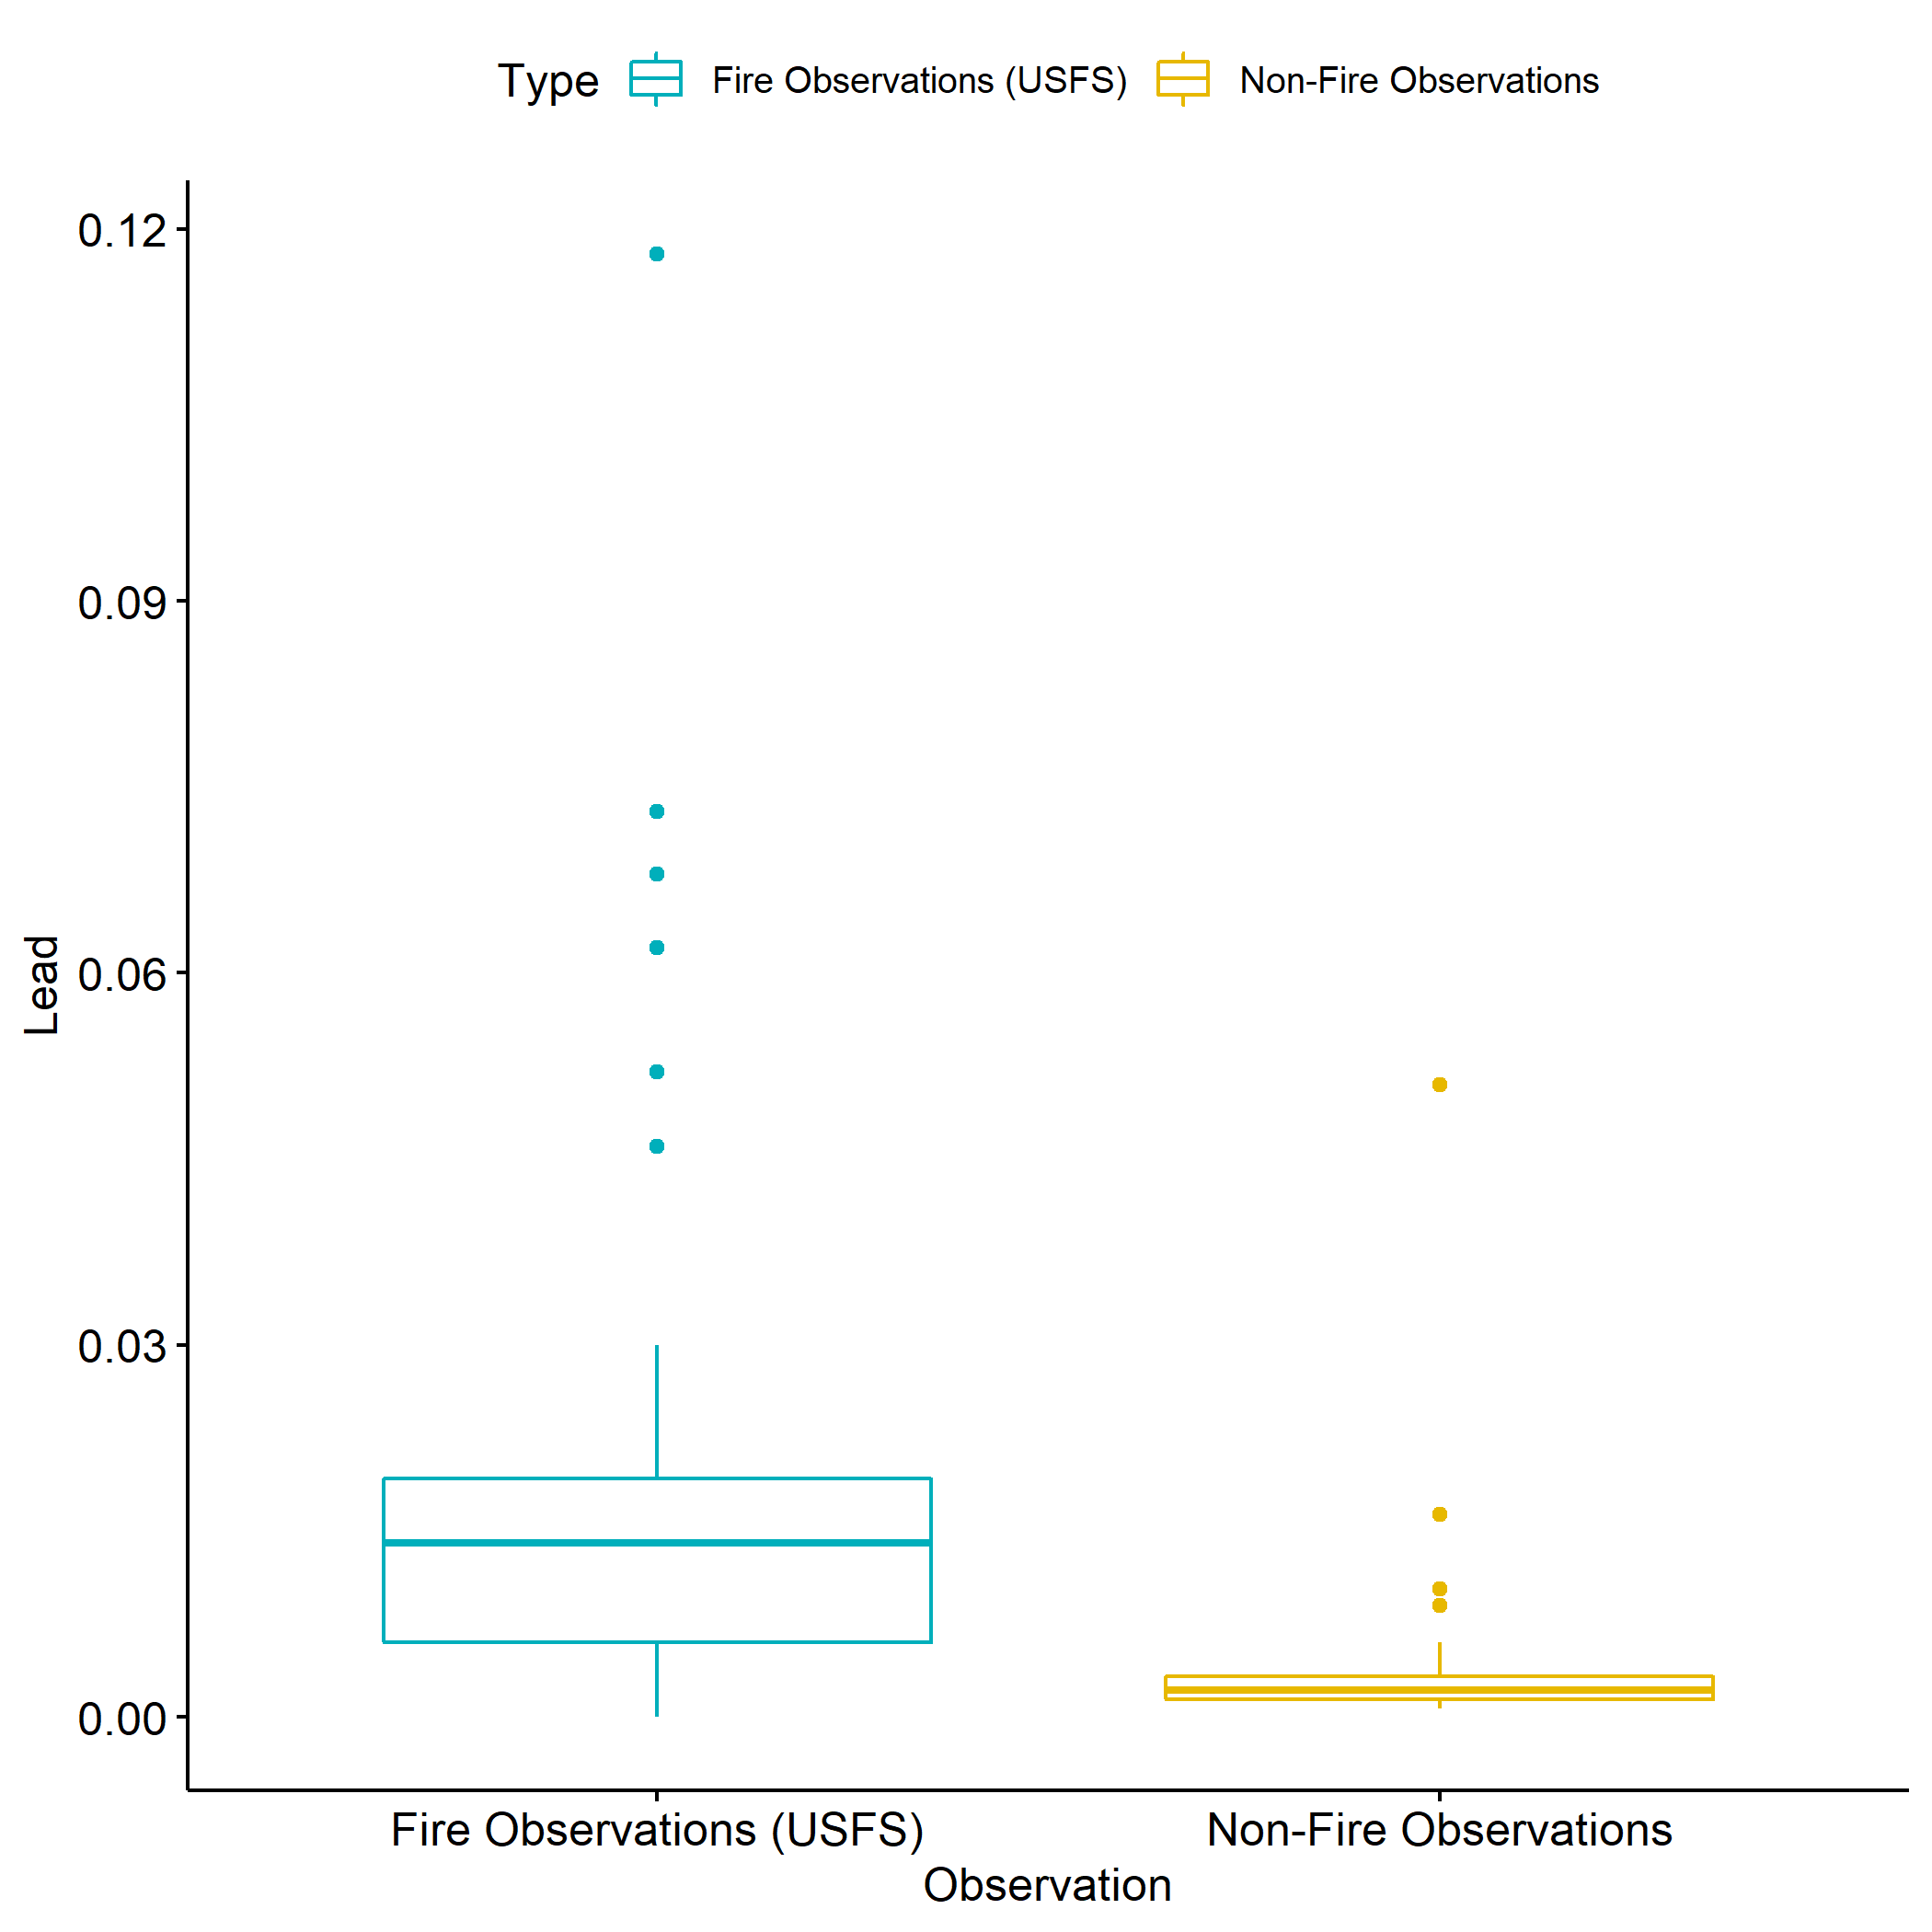 Type Fire Observations (USFS) Non-Fire Observations
0.12
0.09
0.06
0.03
0.00
Lead
Fire Observations (USFS) Non-Fire Observations
Observation